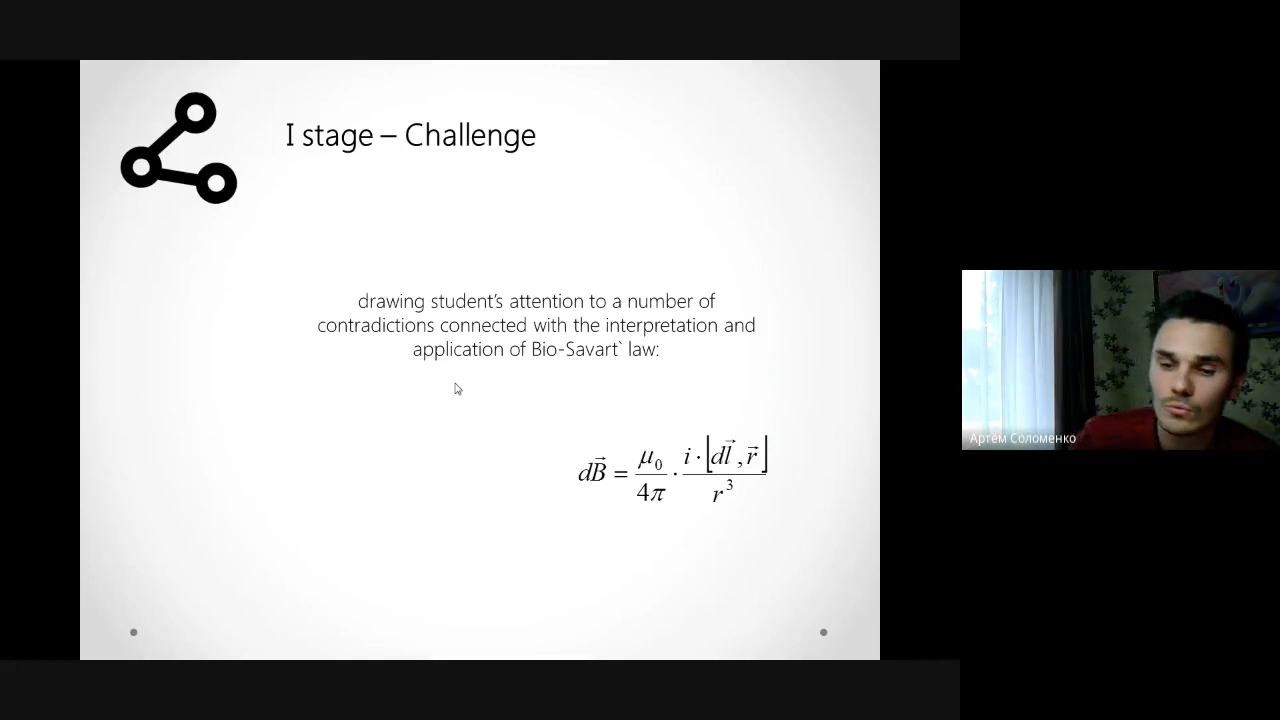 I stage – Challenge
drawing student's attention to a number of
contradictions connected with the interpretation and
application of Bio-Savart` law:
dB⃗ = μ₀/4π · i·⌊dl⃗ ,r⃗⌋/r³
Артём Соломенко